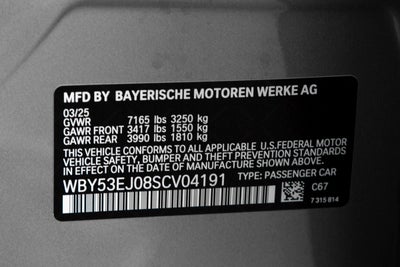 MFD BY BAYERISCHE MOTOREN WERKE AG
03/25
GVWR 7165 lbs 3250 kg
GAWR FRONT 3417 lbs 1550 kg
GAWR REAR 3990 lbs 1810 kg
THIS VEHICLE CONFORMS TO ALL APPLICABLE U.S.FEDERAL MOTOR
VEHICLE SAFETY, BUMPER, AND THEFT PREVENTION STANDARDS
IN EFFECT ON THE DATE OF MANUFACTURE SHOWN ABOVE.
WBY53EJ08SCV04191 TYPE: PASSENGER CAR
C67
7 315 814